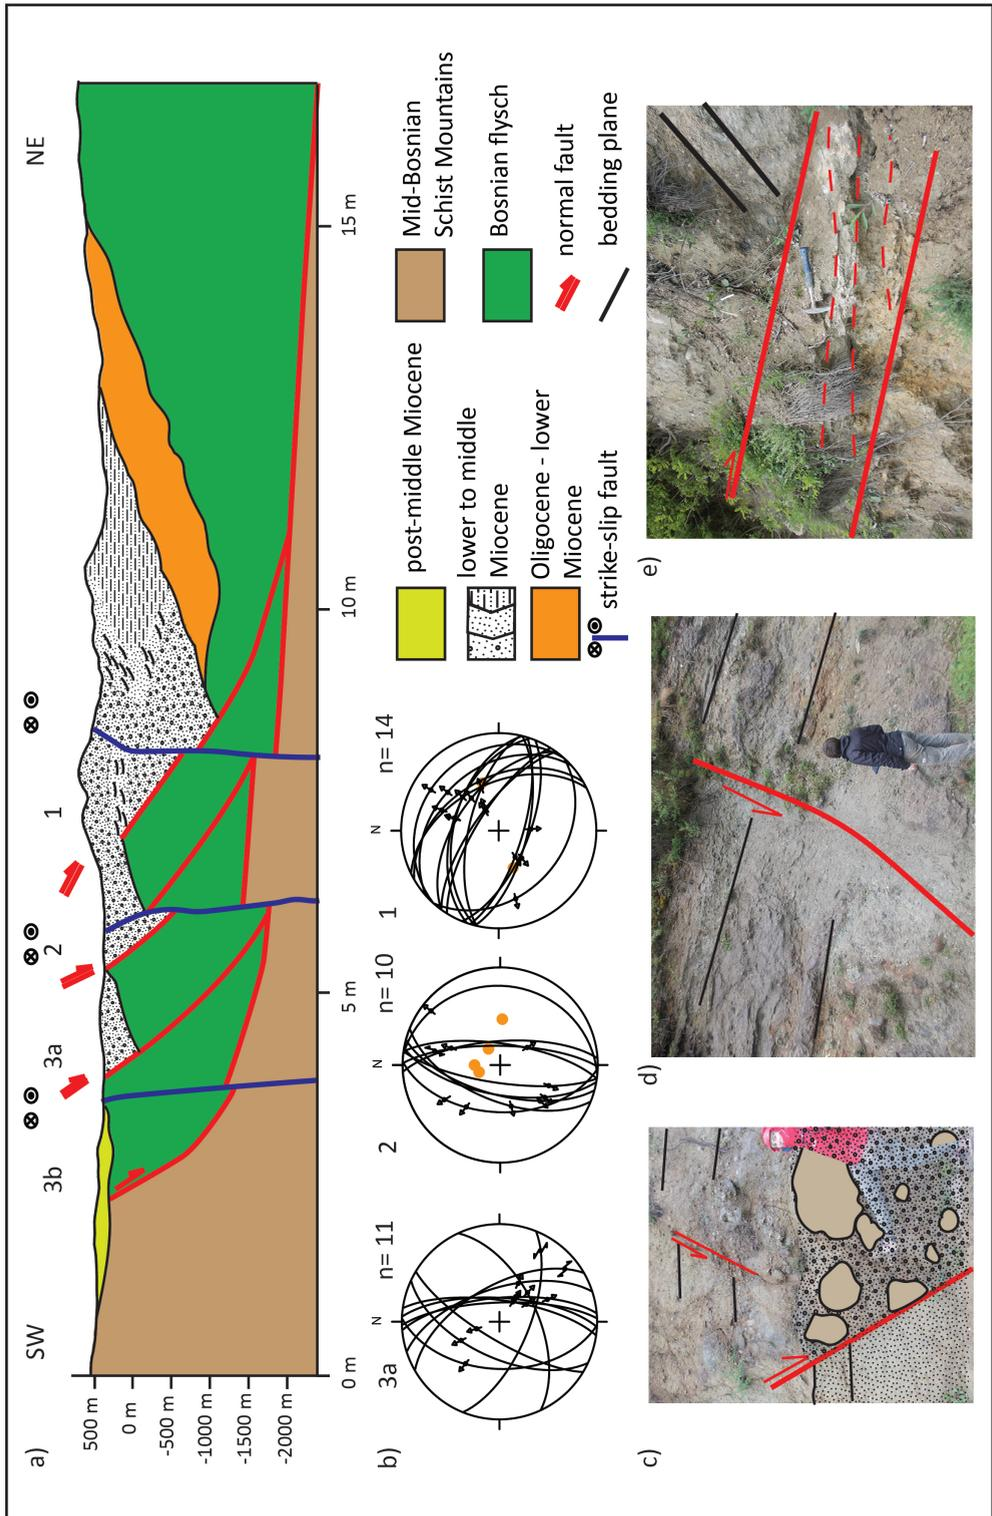 a)
SW
NE
3b
3a
2
1
500 m
0 m
-500 m
-1000 m
-1500 m
-2000 m
0 m
5 m
10 m
15 m
b)
3a
N
n= 11
2
N
n= 10
1
N
n= 14
post-middle Miocene
lower to middle
Miocene
Oligocene - lower
Miocene
strike-slip fault
Mid-Bosnian
Schist Mountains
Bosnian flysch
normal fault
bedding plane
c)
d)
e)